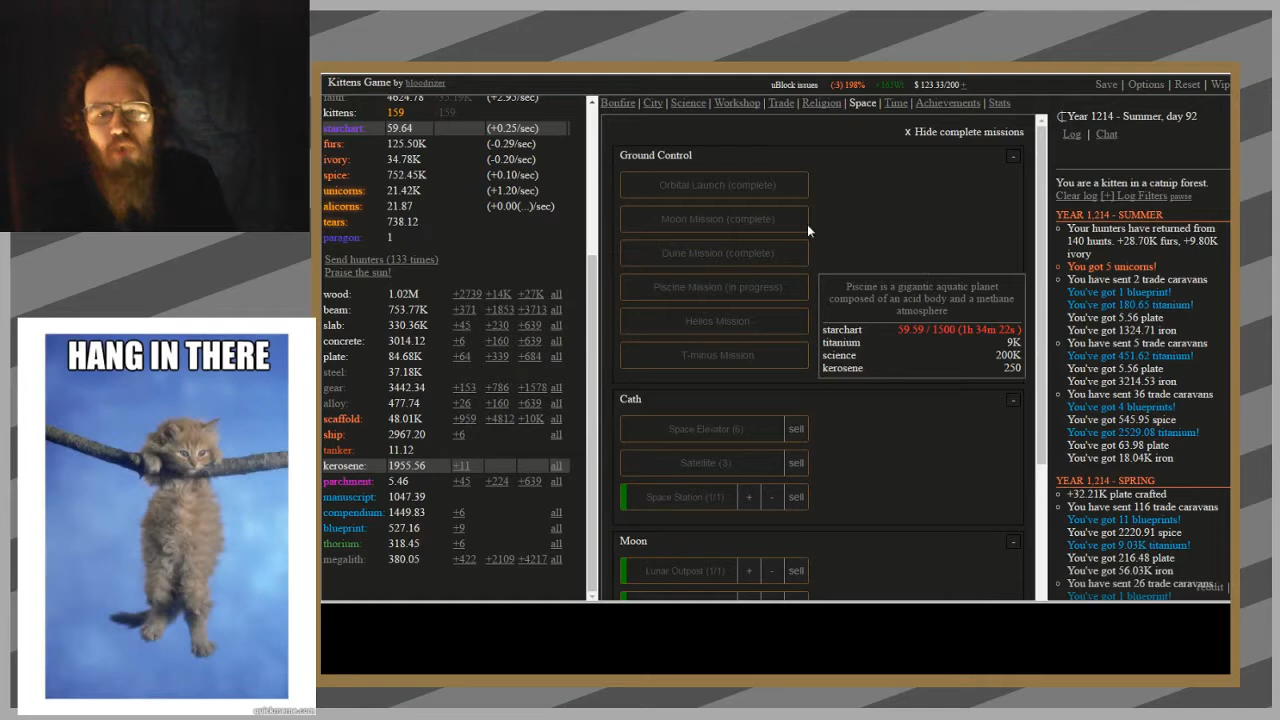 Kittens Game by bloodrizer
uBlock issues (:3) 198% +165Wt $ 123.33/200 +
Save | Options | Reset | Wip
faith: 4624.78 (+2.95/sec)
kittens: 159 159
starchart: 59.64 (+0.25/sec)
furs: 125.50K (-0.29/sec)
ivory: 34.78K (-0.20/sec)
spice: 752.45K (+0.10/sec)
unicorns: 21.42K (+1.20/sec)
alicorns: 21.87 (+0.00(...)/sec)
tears: 738.12
paragon: 1
Send hunters (133 times)
Praise the sun!
wood: 1.02M +2739 +14K +27K all
beam: 753.77K +371 +1853 +3713 all
slab: 330.36K +45 +230 +639 all
concrete: 3014.12 +6 +160 +639 all
plate: 84.68K +64 +339 +684 all
steel: 37.18K
gear: 3442.34 +153 +786 +1578 all
alloy: 477.74 +26 +160 +639 all
scaffold: 48.01K +959 +4812 +10K all
ship: 2967.20 +6
tanker: 11.12
kerosene: 1955.56 +11 all
parchment: 5.46 +45 +224 +639 all
manuscript: 1047.39
compendium: 1449.83 +6 all
blueprint: 527.16 +9 all
thorium: 318.45 +6 all
megalith: 380.05 +422 +2109 +4217 all
Bonfire | City | Science | Workshop | Trade | Religion | Space | Time | Achievements | Stats
x Hide complete missions
Ground Control -
Orbital Launch (complete)
Moon Mission (complete)
Dune Mission (complete)
Piscine Mission (in progress)
Helios Mission
T-minus Mission
Piscine is a gigantic aquatic planet
composed of an acid body and a methane
atmosphere
starchart 59.59 / 1500 (1h 34m 22s )
titanium 9K
science 200K
kerosene 250
Cath -
Space Elevator (6) sell
Satellite (3) sell
Space Station (1/1) + - sell
Moon -
Lunar Outpost (1/1) + - sell
Year 1214 - Summer, day 92
Log | Chat
You are a kitten in a catnip forest.
Clear log [+] Log Filters pawse
YEAR 1,214 - SUMMER
Your hunters have returned from
140 hunts. +28.70K furs, +9.80K
ivory
You got 5 unicorns!
You have sent 2 trade caravans
You've got 1 blueprint!
You've got 180.65 titanium!
You've got 5.56 plate
You've got 1324.71 iron
You have sent 5 trade caravans
You've got 451.62 titanium!
You've got 5.56 plate
You've got 3214.53 iron
You have sent 36 trade caravans
You've got 4 blueprints!
You've got 545.95 spice
You've got 2529.08 titanium!
You've got 63.98 plate
You've got 18.04K iron
YEAR 1,214 - SPRING
+32.21K plate crafted
You have sent 116 trade caravans
You've got 11 blueprints!
You've got 2220.91 spice
You've got 9.03K titanium!
You've got 216.48 plate
You've got 56.03K iron
You have sent 26 trade caravans
You've got 1 blueprint!
reddit |
HANG IN THERE
quickmeme.com